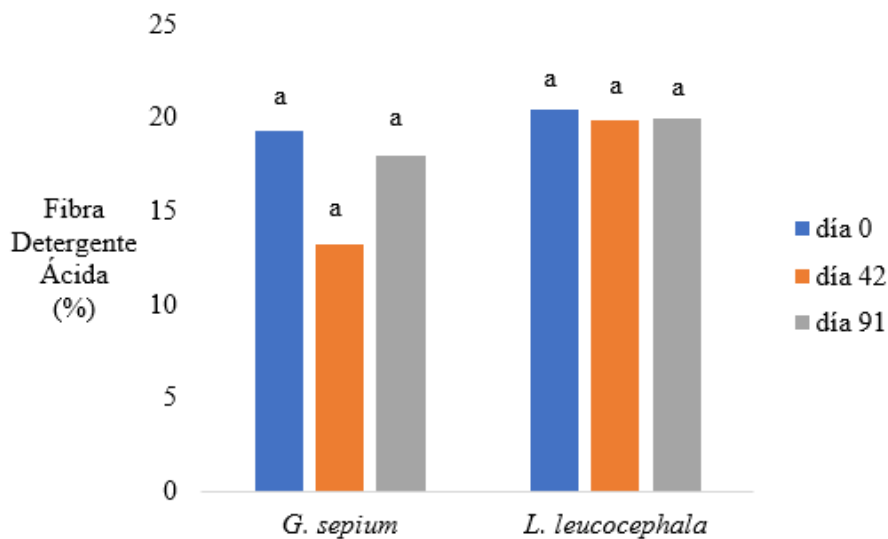 25
20
15
10
5
0
Fibra
Detergente
Ácida
(%)
a
a
a
a
a
a
G. sepium
L. leucocephala
día 0
día 42
día 91